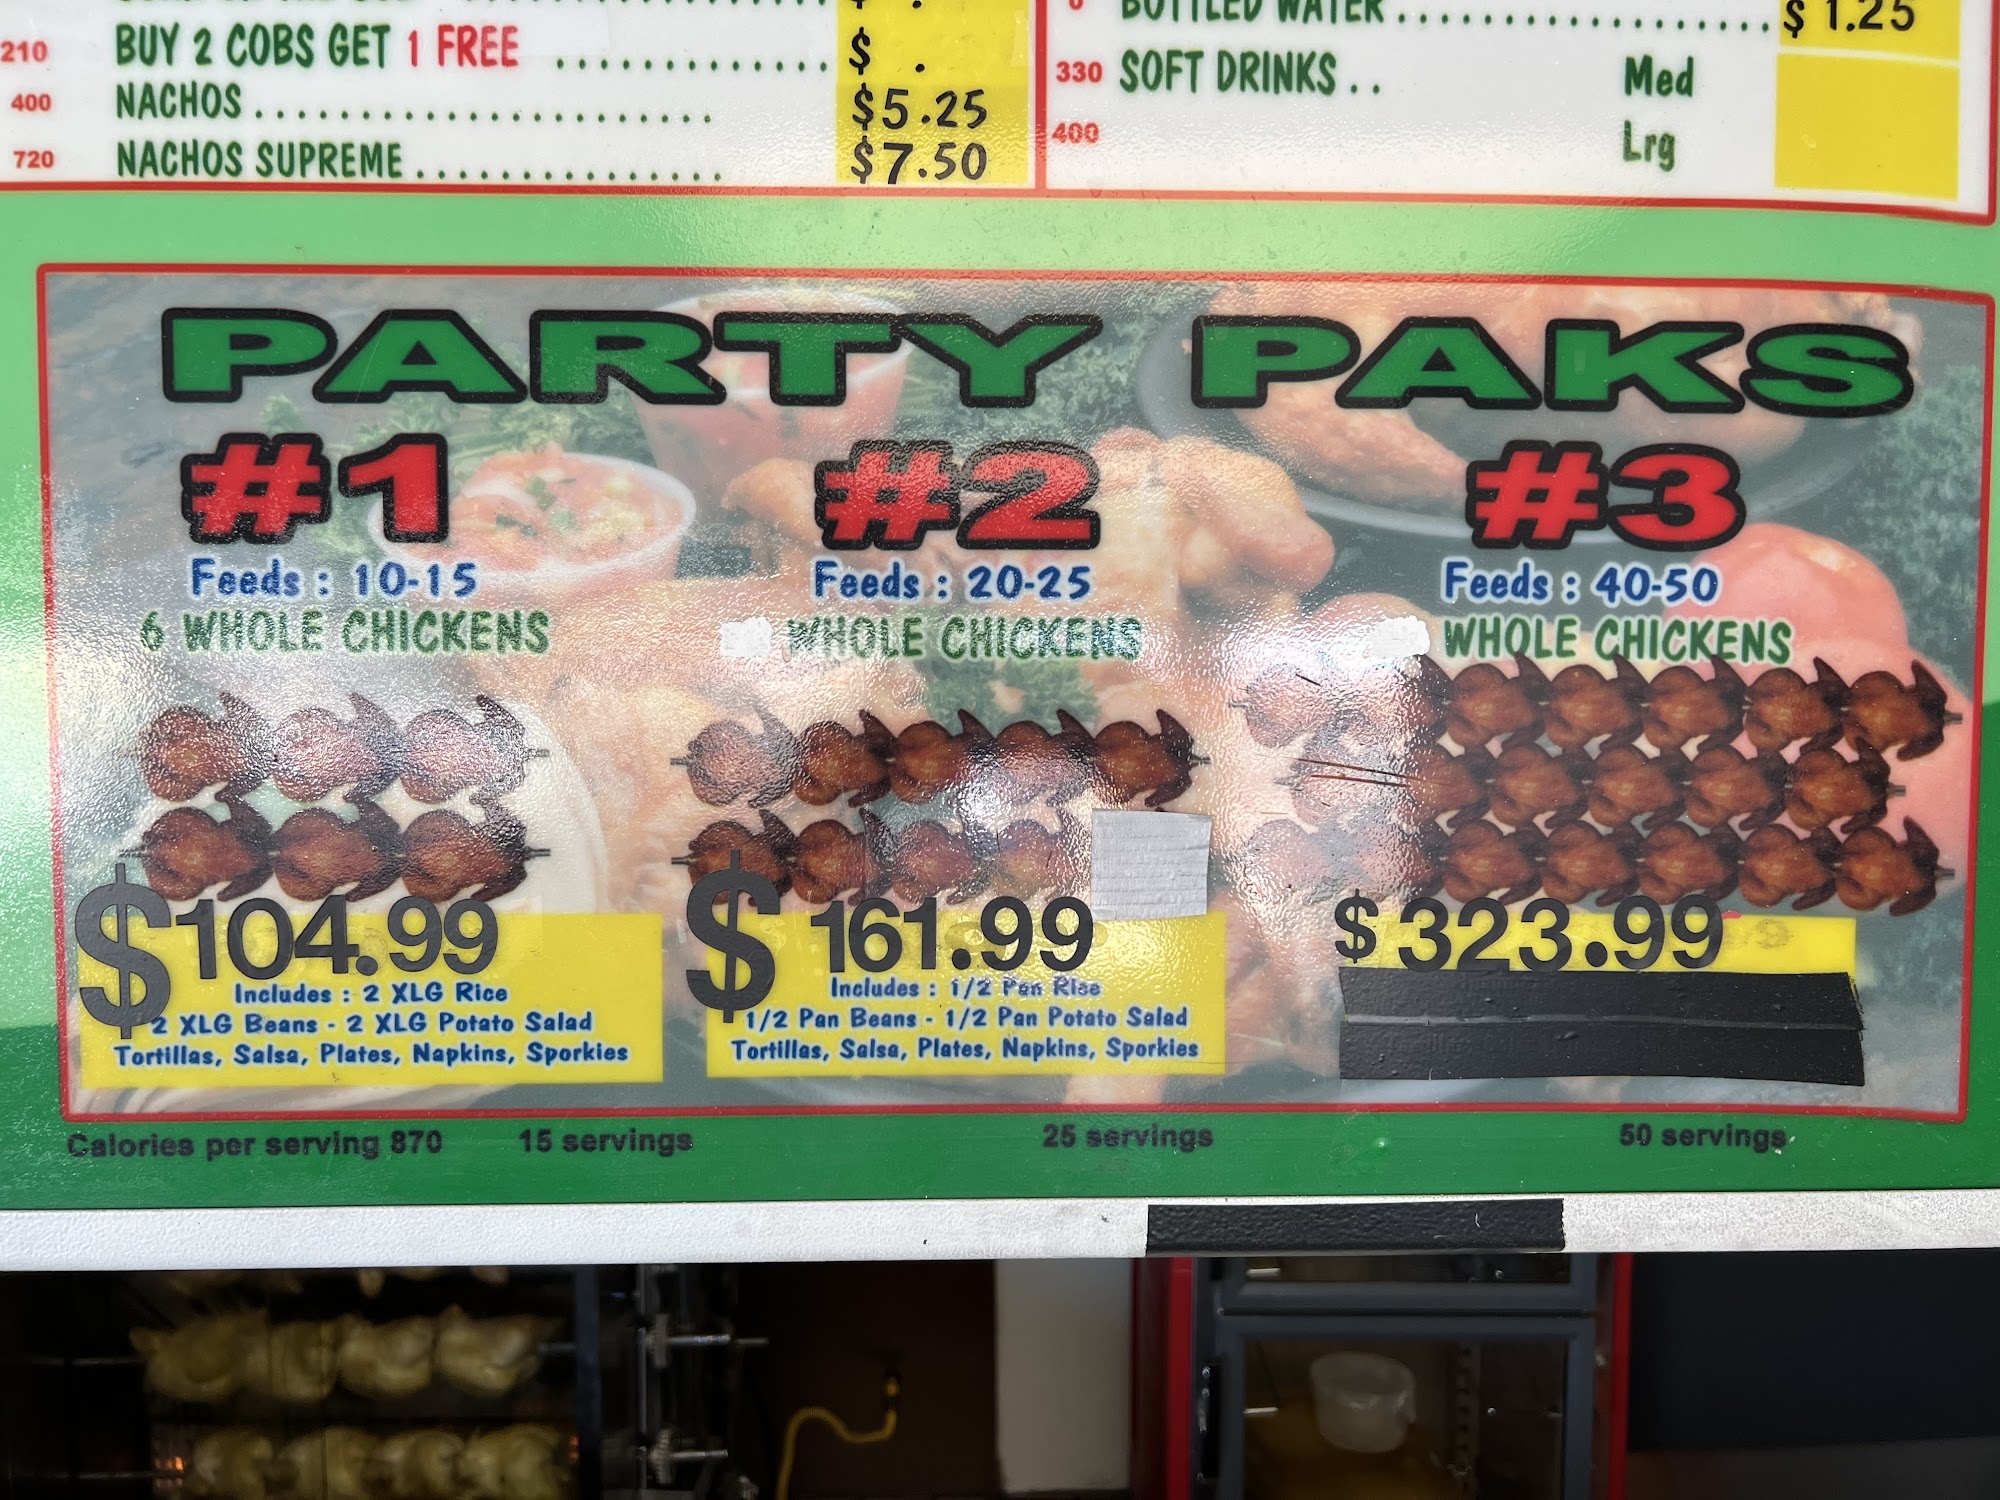 210 BUY 2 COBS GET 1 FREE .............. $ .
400 NACHOS ...................... $5.25
720 NACHOS SUPREME ............... $7.50
0 BOTTLED WATER .................... $1.25
330 SOFT DRINKS .. Med
400 Lrg
PARTY PAKS
#1
Feeds : 10-15
6 WHOLE CHICKENS
$104.99
Includes : 2 XLG Rice
2 XLG Beans - 2 XLG Potato Salad
Tortillas, Salsa, Plates, Napkins, Sporkies
#2
Feeds : 20-25
WHOLE CHICKENS
$161.99
Includes : 1/2 Pan Rice
1/2 Pan Beans - 1/2 Pan Potato Salad
Tortillas, Salsa, Plates, Napkins, Sporkies
#3
Feeds : 40-50
WHOLE CHICKENS
$323.99
Calories per serving 870 15 servings 25 servings 50 servings